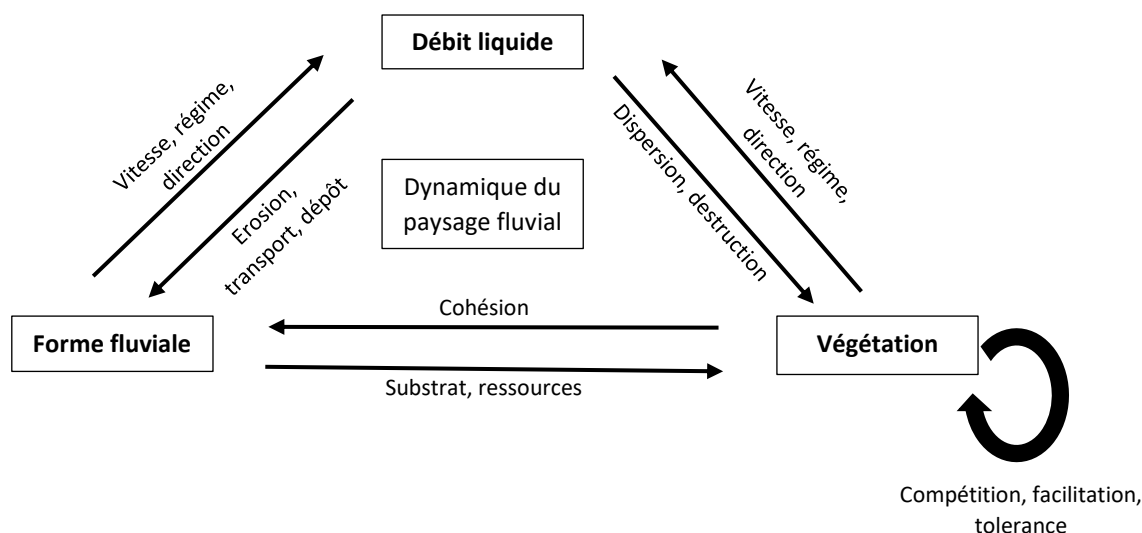 Débit liquide
Vitesse, régime,
direction
Erosion,
transport, dépôt
Dynamique du
paysage fluvial
Dispersion, destruction
Vitesse, régime,
direction
Cohésion
Forme fluviale
Végétation
Substrat, ressources
Compétition, facilitation,
tolerance